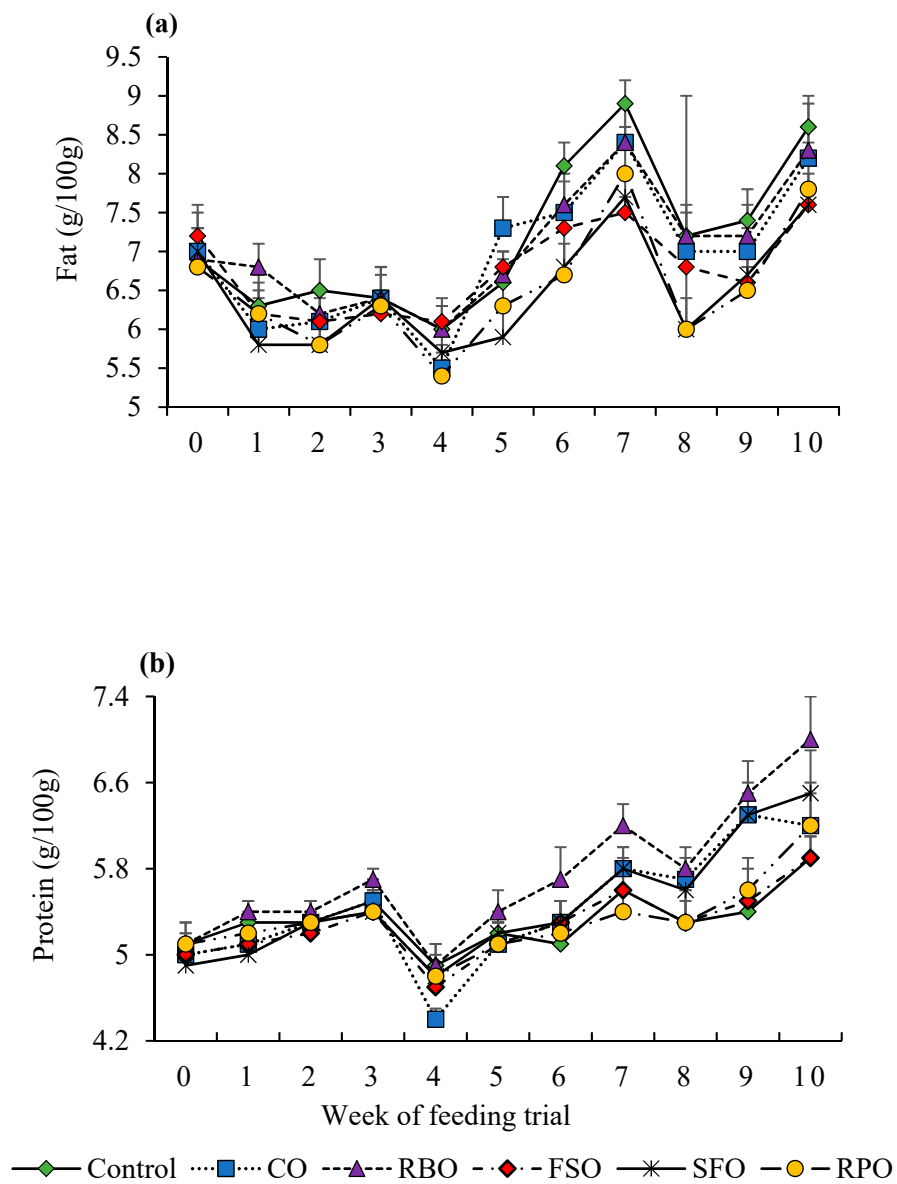 (a)
9.5
9
8.5
8
7.5
7
6.5
6
5.5
5
Fat (g/100g)
0 1 2 3 4 5 6 7 8 9 10
(b)
7.4
6.6
5.8
5
4.2
Protein (g/100g)
0 1 2 3 4 5 6 7 8 9 10
Week of feeding trial
Control CO RBO FSO SFO RPO